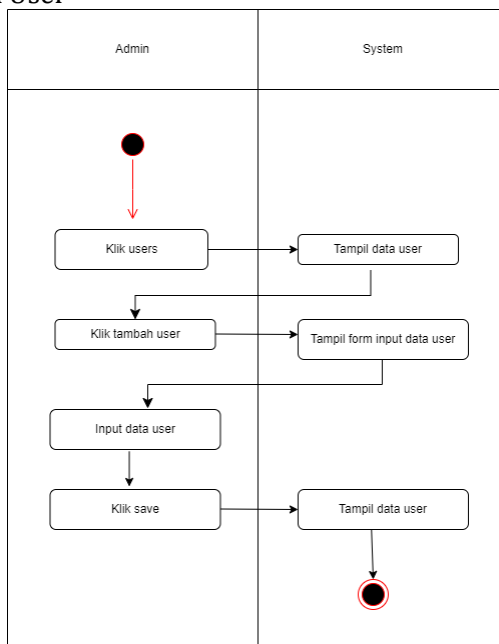 User
Admin
System
Klik users
Tampil data user
Klik tambah user
Tampil form input data user
Input data user
Klik save
Tampil data user